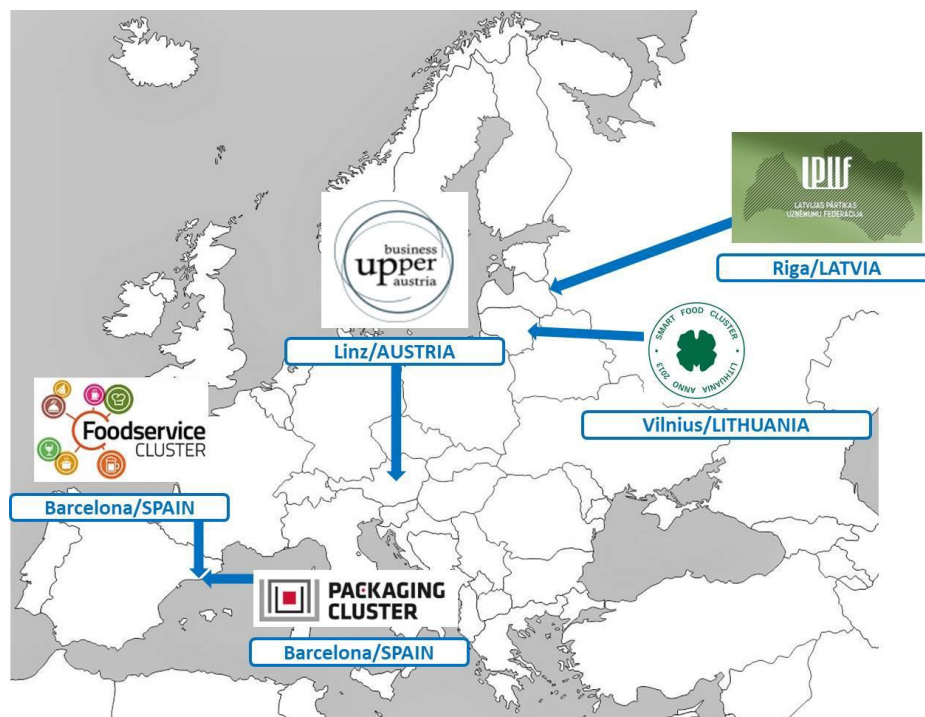 LPUF
LATVIJAS PĀRTIKAS
UZŅĒMUMU FEDERĀCIJA
Riga/LATVIA
business
upper
austria
Linz/AUSTRIA
SMART FOOD CLUSTER • LITHUANIA ANNO 2013 •
Vilnius/LITHUANIA
Foodservice
CLUSTER
Barcelona/SPAIN
PACKAGING
CLUSTER
Barcelona/SPAIN